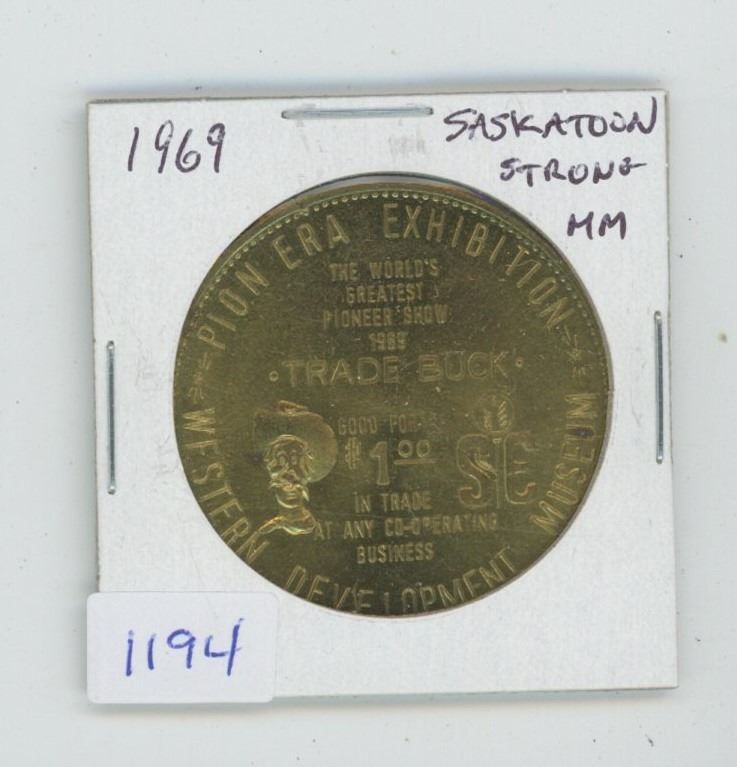 1969
SASKATOON
STRONG
MM
PION ERA EXHIBITION
THE WORLD'S
GREATEST
PIONEER SHOW
1969
· TRADE BUCK ·
GOOD FOR
$1.00
IN TRADE
AT ANY CO-OPERATING
BUSINESS
WESTERN DEVELOPMENT MUSEUM
1194